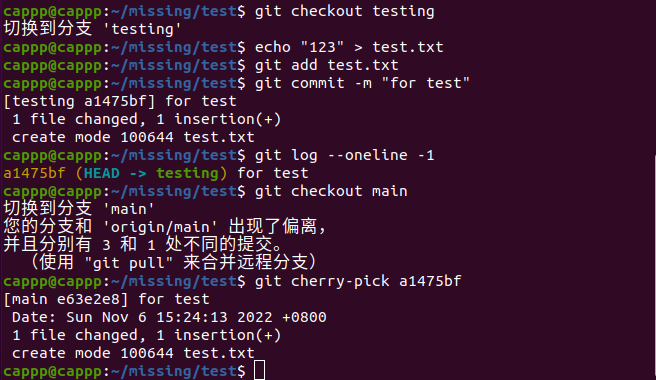 cappp@cappp:~/missing/test$ git checkout testing
切换到分支 'testing'
cappp@cappp:~/missing/test$ echo "123" > test.txt
cappp@cappp:~/missing/test$ git add test.txt
cappp@cappp:~/missing/test$ git commit -m "for test"
[testing a1475bf] for test
 1 file changed, 1 insertion(+)
 create mode 100644 test.txt
cappp@cappp:~/missing/test$ git log --oneline -1
a1475bf (HEAD -> testing) for test
cappp@cappp:~/missing/test$ git checkout main
切换到分支 'main'
您的分支和 'origin/main' 出现了偏离，
并且分别有 3 和 1 处不同的提交。
  （使用 "git pull" 来合并远程分支）
cappp@cappp:~/missing/test$ git cherry-pick a1475bf
[main e63e2e8] for test
 Date: Sun Nov 6 15:24:13 2022 +0800
 1 file changed, 1 insertion(+)
 create mode 100644 test.txt
cappp@cappp:~/missing/test$